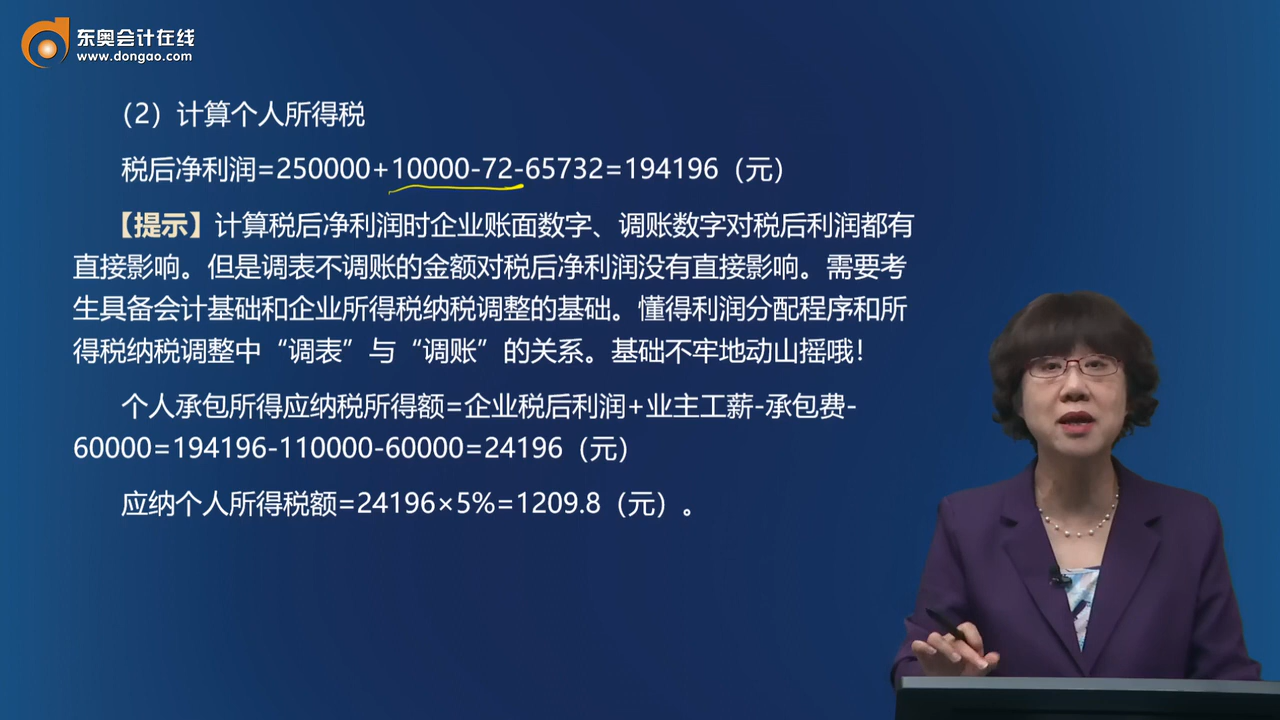 东奥会计在线
www.dongao.com
（2）计算个人所得税
税后净利润=250000+10000-72-65732=194196（元）
【提示】计算税后净利润时企业账面数字、调账数字对税后利润都有
直接影响。但是调表不调账的金额对税后净利润没有直接影响。需要考
生具备会计基础和企业所得税纳税调整的基础。懂得利润分配程序和所
得税纳税调整中“调表”与“调账”的关系。基础不牢地动山摇哦！
个人承包所得应纳税所得额=企业税后利润+业主工薪-承包费-
60000=194196-110000-60000=24196（元）
应纳个人所得税额=24196×5%=1209.8（元）。